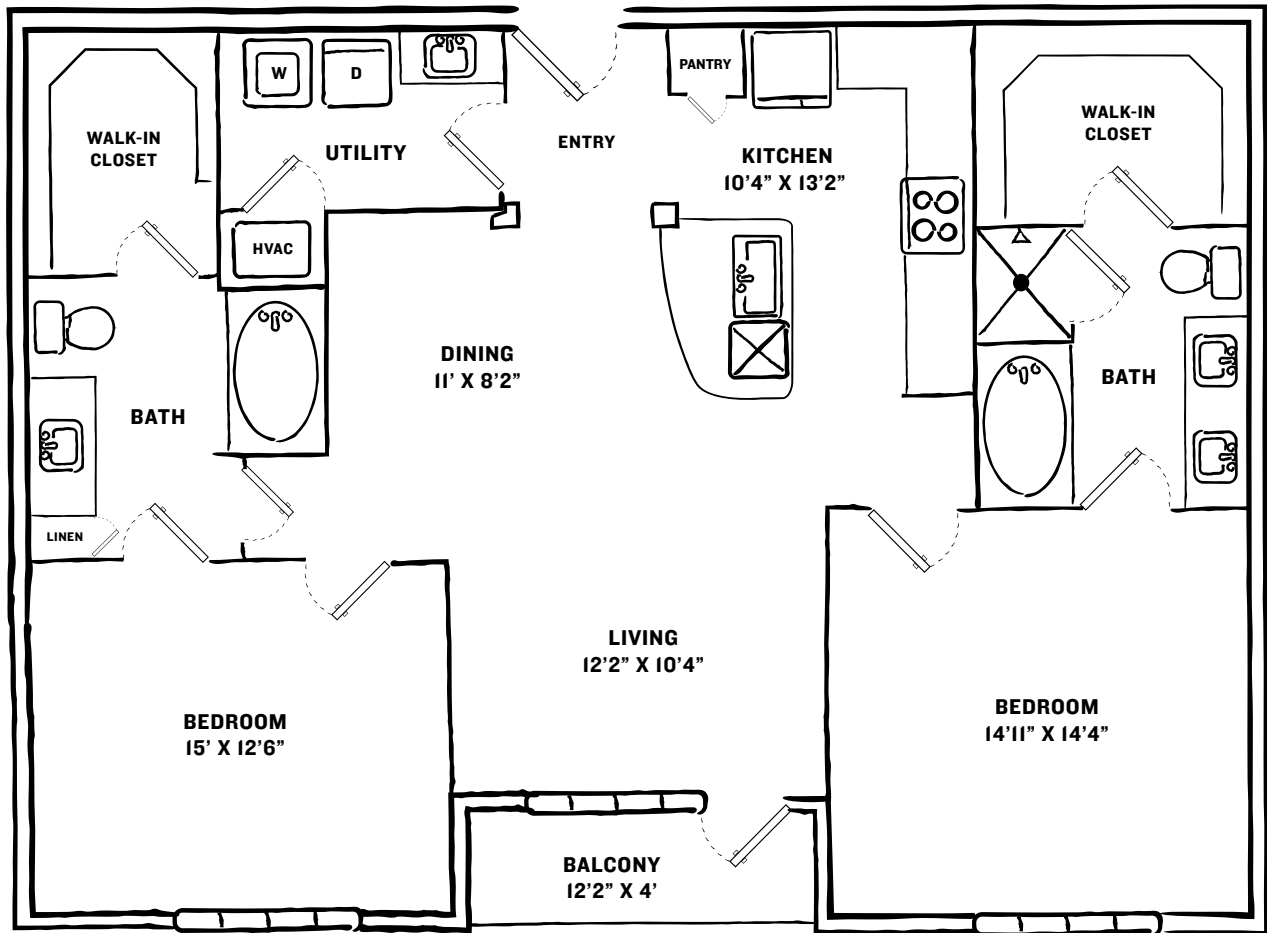 W
D
PANTRY
WALK-IN
CLOSET
UTILITY
ENTRY
KITCHEN
10'4" X 13'2"
WALK-IN
CLOSET
HVAC
DINING
11' X 8'2"
BATH
BATH
LINEN
LIVING
12'2" X 10'4"
BEDROOM
15' X 12'6"
BEDROOM
14'11" X 14'4"
BALCONY
12'2" X 4'